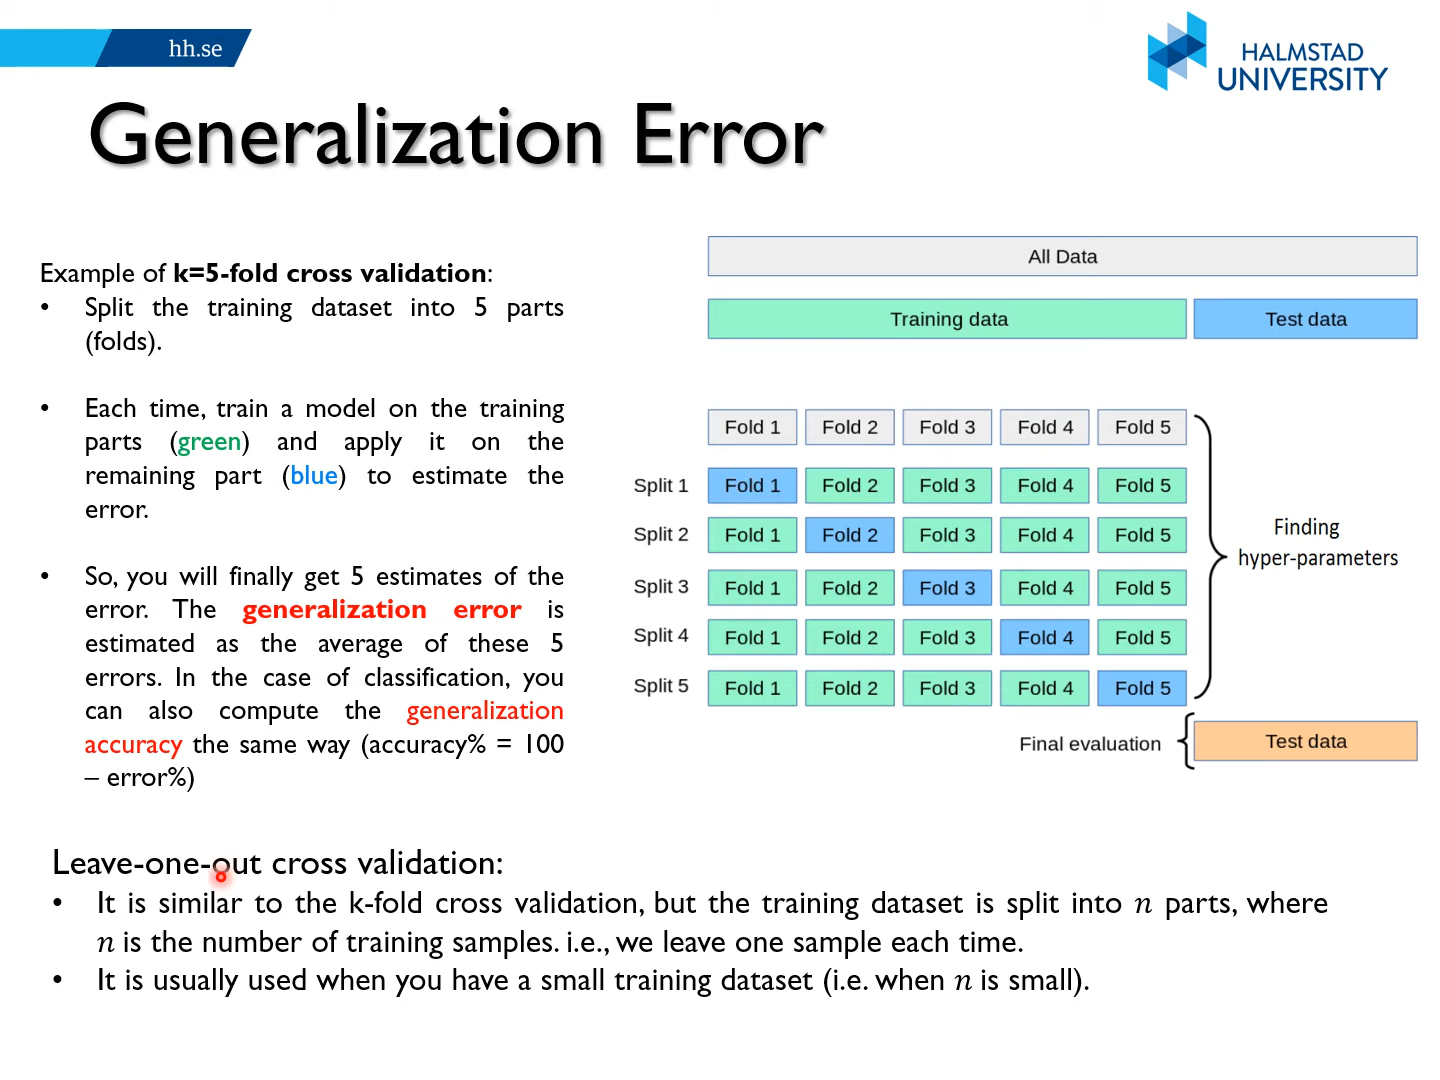 hh.se
HALMSTAD
UNIVERSITY
Generalization Error
Example of k=5-fold cross validation:
• Split the training dataset into 5 parts
(folds).
• Each time, train a model on the training
parts (green) and apply it on the
remaining part (blue) to estimate the
error.
• So, you will finally get 5 estimates of the
error. The generalization error is
estimated as the average of these 5
errors. In the case of classification, you
can also compute the generalization
accuracy the same way (accuracy% = 100
– error%)
All Data
Training data Test data
Fold 1 Fold 2 Fold 3 Fold 4 Fold 5
Split 1 Fold 1 Fold 2 Fold 3 Fold 4 Fold 5
Split 2 Fold 1 Fold 2 Fold 3 Fold 4 Fold 5
Split 3 Fold 1 Fold 2 Fold 3 Fold 4 Fold 5
Split 4 Fold 1 Fold 2 Fold 3 Fold 4 Fold 5
Split 5 Fold 1 Fold 2 Fold 3 Fold 4 Fold 5
Finding
hyper-parameters
Final evaluation Test data
Leave-one-out cross validation:
• It is similar to the k-fold cross validation, but the training dataset is split into n parts, where
n is the number of training samples. i.e., we leave one sample each time.
• It is usually used when you have a small training dataset (i.e. when n is small).